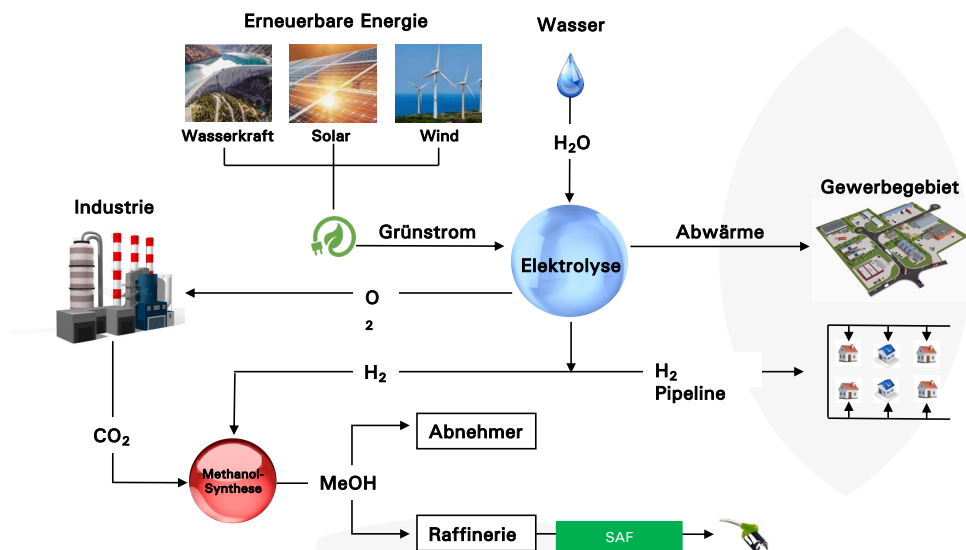 Erneuerbare Energie
Wasser
Wasserkraft
Solar
Wind
H₂O
Gewerbegebiet
Industrie
Grünstrom
Elektrolyse
Abwärme
O
2
H₂
H₂
Pipeline
CO₂
Abnehmer
Methanol-
Synthese
MeOH
Raffinerie
SAF